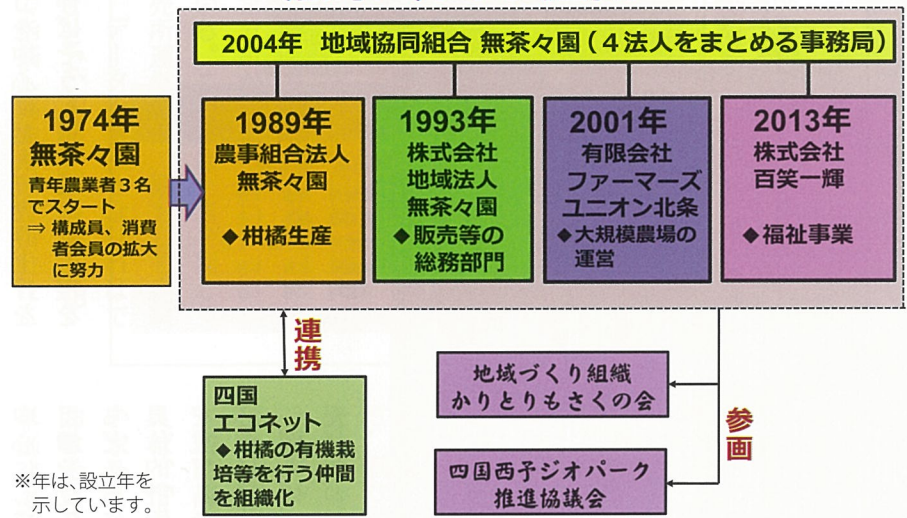 2004年 地域協同組合 無茶々園(4法人をまとめる事務局)
1974年
無茶々園
青年農業者3名
でスタート
⇒ 構成員、消費
者会員の拡大
に努力
1989年
農事組合法人
無茶々園
◆柑橘生産
1993年
株式会社
地域法人
無茶々園
◆販売等の
総務部門
2001年
有限会社
ファーマーズ
ユニオン北条
◆大規模農場の
運営
2013年
株式会社
百笑一輝
◆福祉事業
連携
四国
エコネット
◆柑橘の有機栽
培等を行う仲間
を組織化
地域づくり組織
かりとりもさくの会
四国西予ジオパーク
推進協議会
参画
※年は、設立年を
示しています。